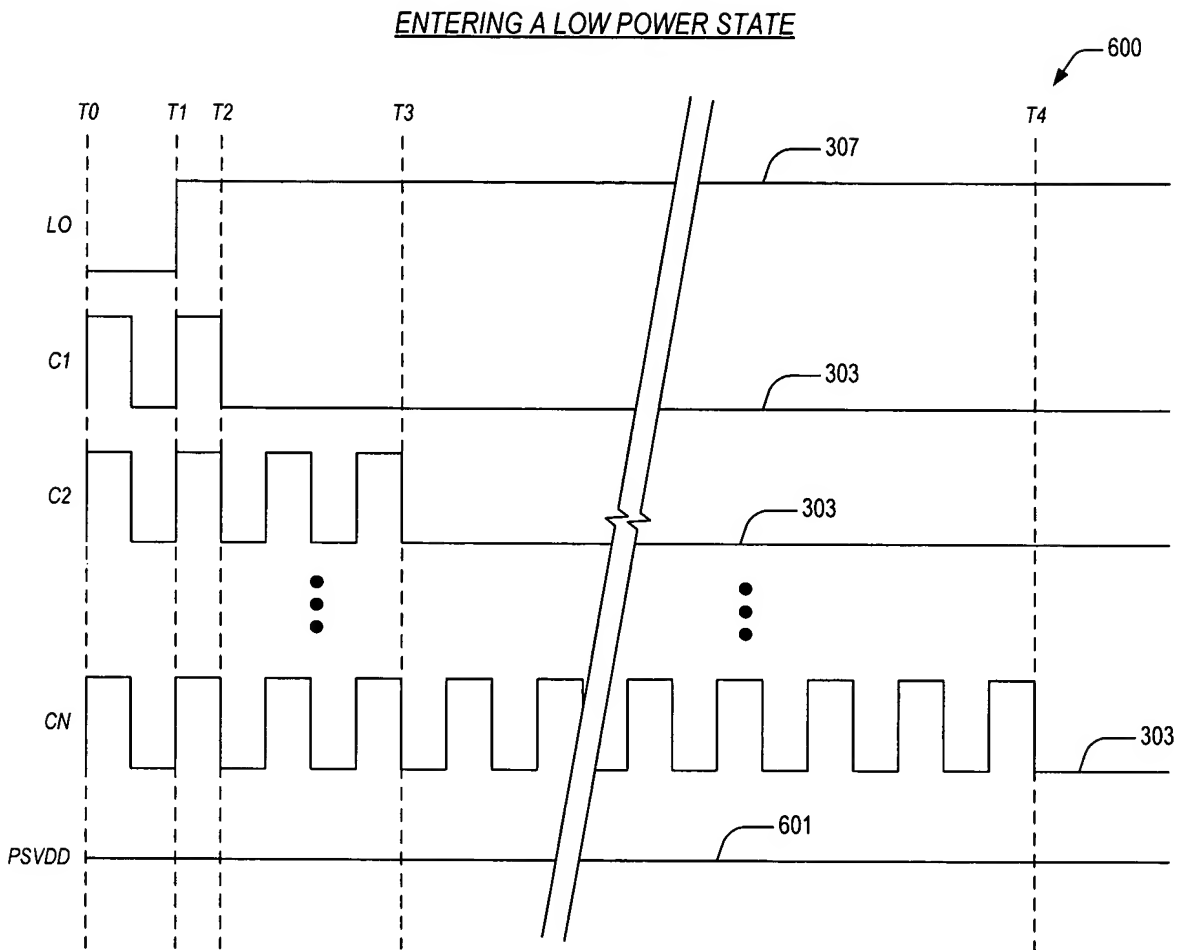 ENTERING A LOW POWER STATE
600
T0 T1 T2 T3 T4
307
LO
C1
303
C2
303
CN
303
PSVDD
601